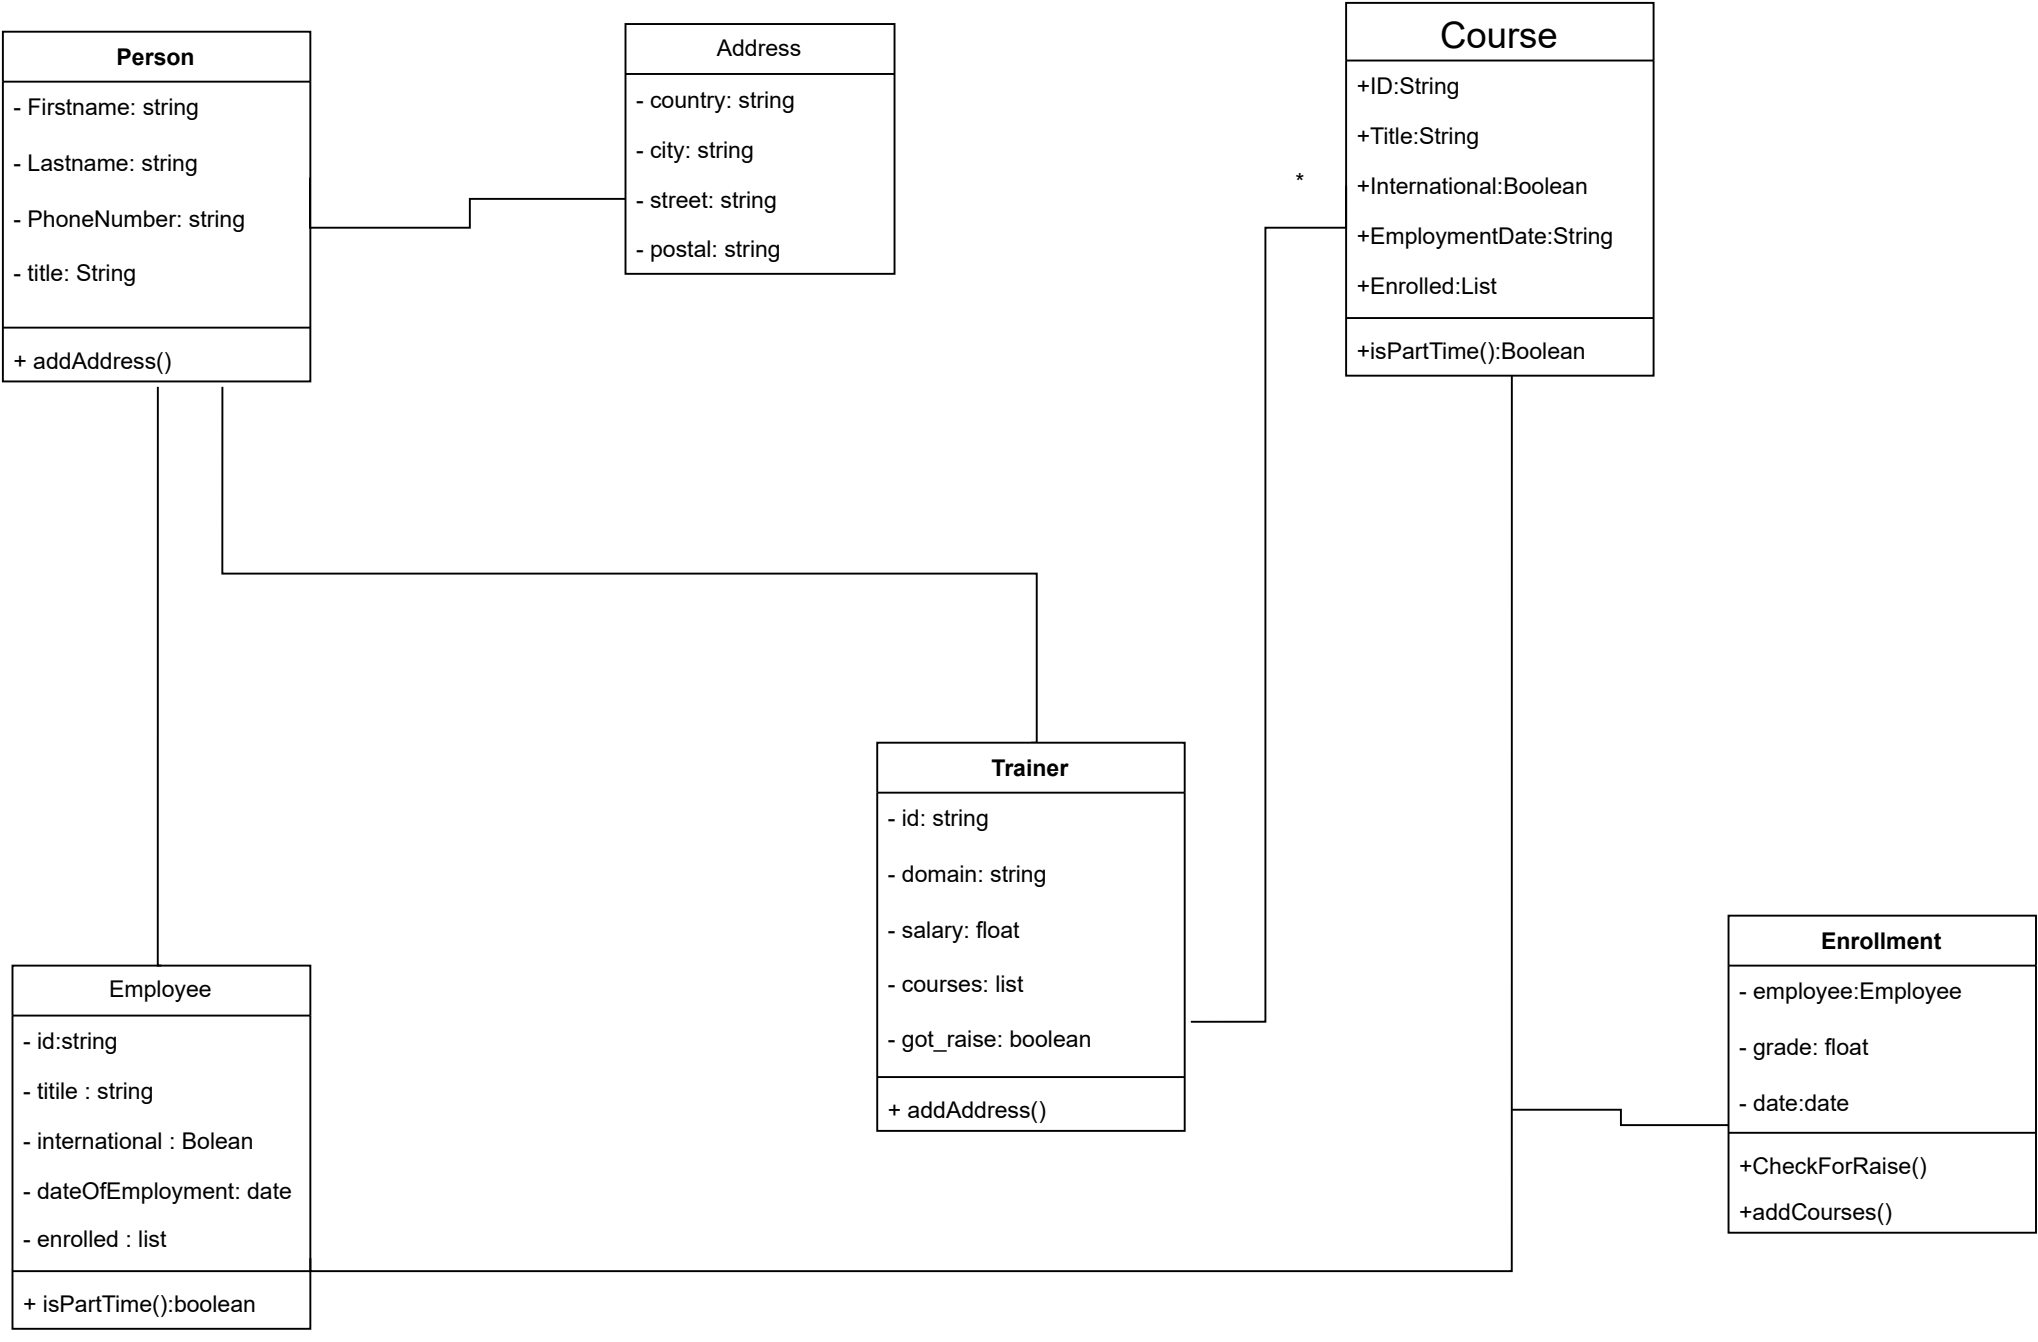 Person
- Firstname: string
- Lastname: string
- PhoneNumber: string
- title: String
+ addAddress()
Address
- country: string
- city: string
- street: string
- postal: string
Course
+ID:String
+Title:String
+International:Boolean
+EmploymentDate:String
+Enrolled:List
+isPartTime():Boolean
*
Trainer
- id: string
- domain: string
- salary: float
- courses: list
- got_raise: boolean
+ addAddress()
Employee
- id:string
- titile : string
- international : Bolean
- dateOfEmployment: date
- enrolled : list
+ isPartTime():boolean
Enrollment
- employee:Employee
- grade: float
- date:date
+CheckForRaise()
+addCourses()